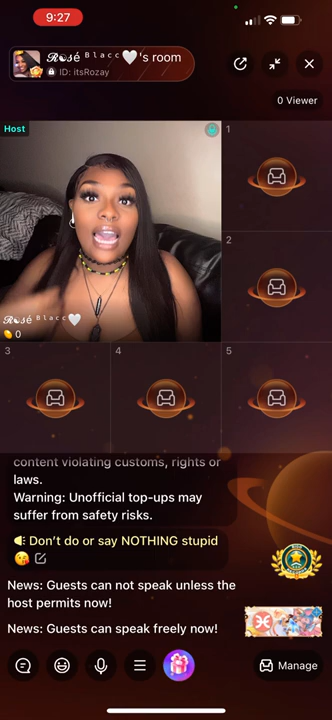 9:27
ℛ☯sé ᴮˡᵃᶜᶜ🤍's room
ID: itsRozay
0 Viewer
Host
1
2
ℛ☯sé ᴮˡᵃᶜᶜ🤍
0
3
4
5
content violating customs, rights or
laws.
Warning: Unofficial top-ups may
suffer from safety risks.
Don't do or say NOTHING stupid
😘
News: Guests can not speak unless the
host permits now!
News: Guests can speak freely now!
Manage